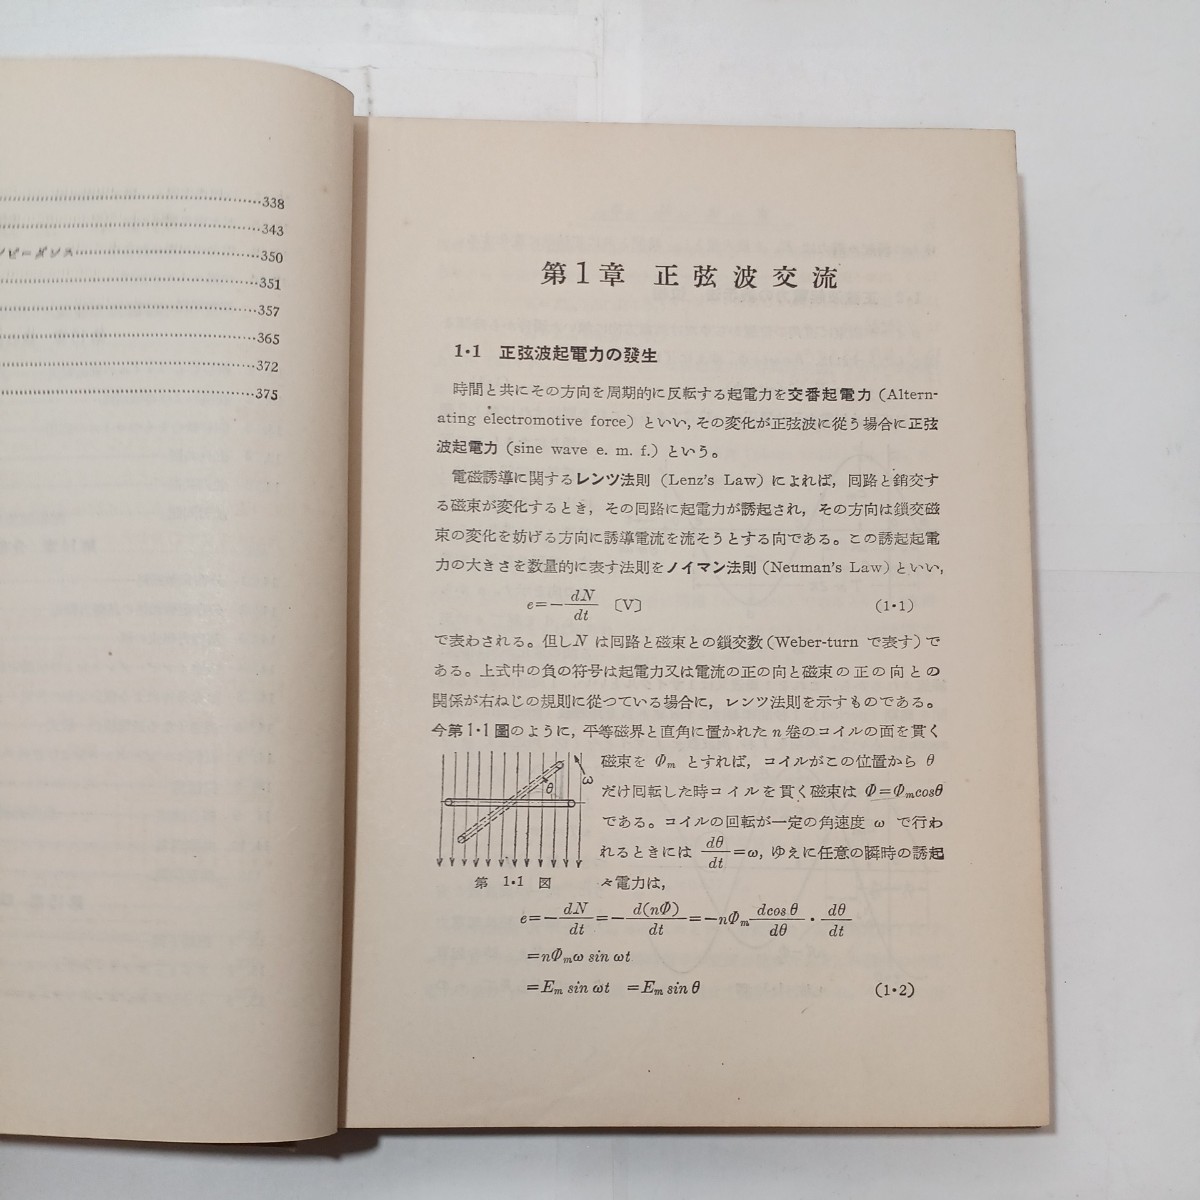 338
343
ンピーダンス 350
351
357
365
372
375
第1章 正弦波交流
1・1 正弦波起電力の發生
時間と共にその方向を周期的に反転する起電力を交番起電力 (Altern-
ating electromotive force) といい, その変化が正弦波に從う場合に正弦
波起電力 (sine wave e. m. f.) という。
電磁誘導に関するレンツ法則 (Lenz's Law) によれば, 回路と鎖交す
る磁束が変化するとき, その回路に起電力が誘起され, その方向は鎖交磁
束の変化を妨げる方向に誘導電流を流そうとする向である。この誘起起電
力の大きさを数量的に表す法則をノイマン法則 (Neuman's Law) といい,
e=-dN/dt 〔V〕 (1・1)
で表わされる。但しN は回路と磁束との鎖交数 (Weber-turn で表す) で
ある。上式中の負の符号は起電力又は電流の正の向と磁束の正の向との
関係が右ねじの規則に從つている場合に, レンツ法則を示すものである。
今第1・1圖のように, 平等磁界と直角に置かれた n 卷のコイルの面を貫く
磁束を Φm とすれば, コイルがこの位置から θ
だけ回転した時コイルを貫く磁束は Φ=Φmcosθ
である。コイルの回転が一定の角速度 ω で行わ
れるときには dθ/dt=ω, ゆえに任意の瞬時の誘起
々電力は,
ω
θ
第 1・1 図
e=-dN/dt=-d(nΦ)/dt=-nΦm dcosθ/dθ・dθ/dt
=nΦmω sin ωt
=Em sin ωt =Em sin θ (1・2)